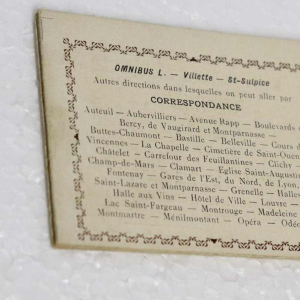 OMNIBUS L. — Villette — St-Sulpice
Autres directions dans lesquelles on peut aller par
CORRESPONDANCE
Auteuil — Aubervilliers — Avenue Rapp — Boulevards
Bercy, de Vaugirard et Montparnasse —
Buttes-Chaumont — Bastille — Belleville — Cours d
Vincennes — La Chapelle — Cimetière de Saint-Ouen
Châtelet — Carrefour des Feuillantines — Clichy —
Champ-de-Mars — Clamart — Eglise Saint-Augustin
Fontenay — Gares de l'Est, du Nord, de Lyon,
Saint-Lazare et Montparnasse — Grenelle — Halles
Halle aux Vins — Hôtel de Ville — Louvre —
Lac Saint-Fargeau — Montrouge — Madeleine
Montmartre — Ménilmontant — Opéra — Odéo